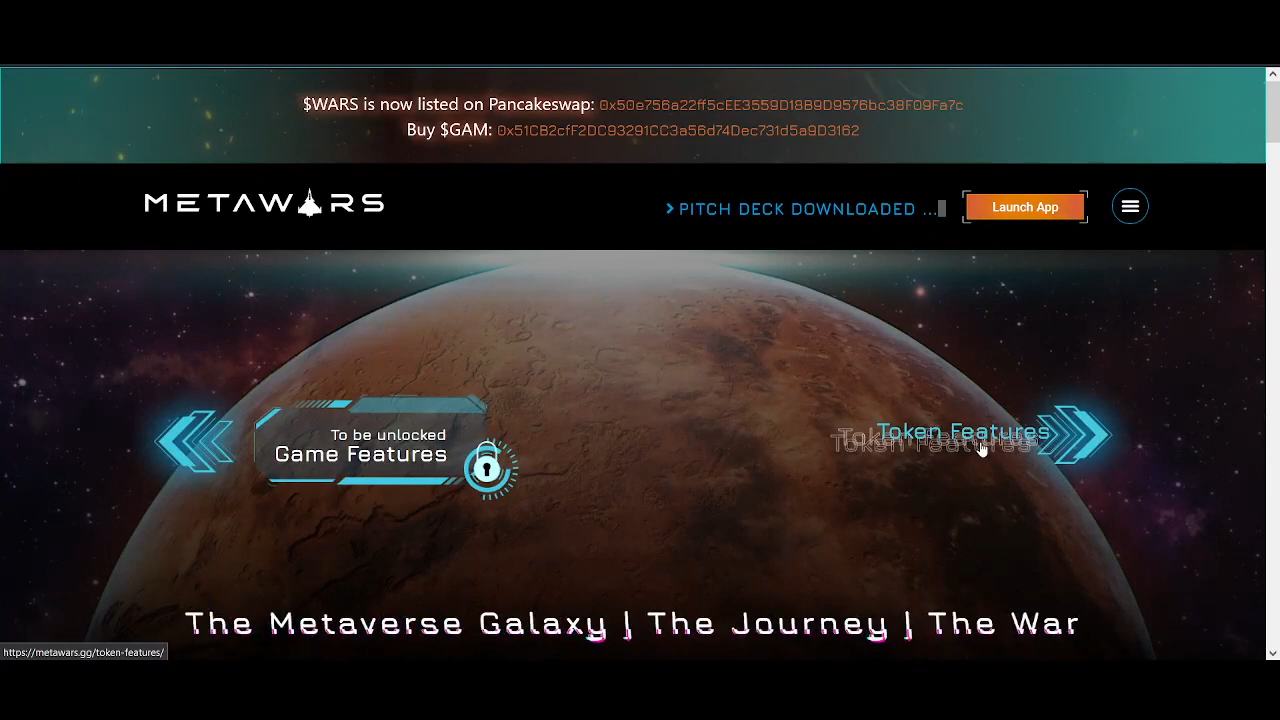 $WARS is now listed on Pancakeswap: 0x50e756a22ff5cEE3559D18B9D9576bc38F09Fa7c
Buy $GAM: 0x51CB2cfF2DC93291CC3a56d74Dec731d5a9D3162
METAWARS
PITCH DECK DOWNLOADED ...
Launch App
To be unlocked
Game Features
Token Features
The Metaverse Galaxy | The Journey | The War
https://metawars.gg/token-features/